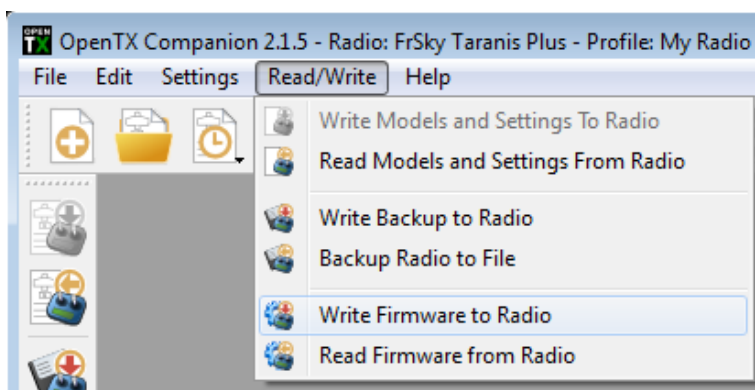 OPEN
TX OpenTX Companion 2.1.5 - Radio: FrSky Taranis Plus - Profile: My Radio
File Edit Settings Read/Write Help
Write Models and Settings To Radio
Read Models and Settings From Radio
Write Backup to Radio
Backup Radio to File
Write Firmware to Radio
Read Firmware from Radio